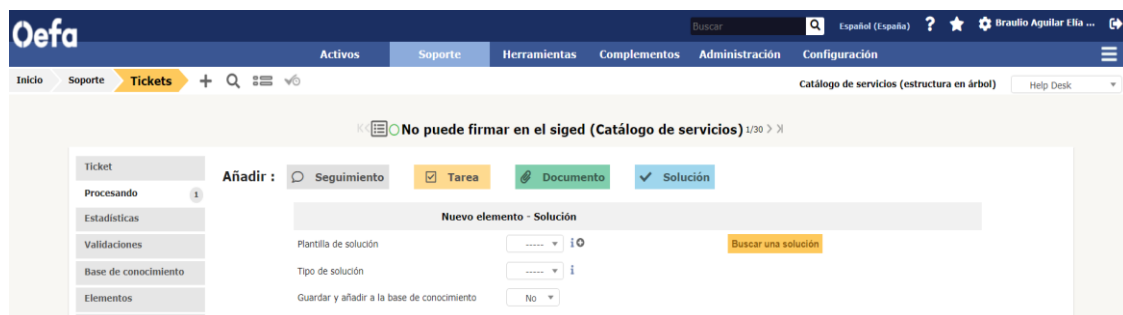 Oefa
Buscar
Español (España)
?
Braulio Aguilar Elía ...
Activos
Soporte
Herramientas
Complementos
Administración
Configuración
Inicio
Soporte
Tickets
Catálogo de servicios (estructura en árbol)
Help Desk
No puede firmar en el siged (Catálogo de servicios) 1/30
Ticket
Procesando 1
Estadísticas
Validaciones
Base de conocimiento
Elementos
Añadir :
Seguimiento
Tarea
Documento
Solución
Nuevo elemento - Solución
Plantilla de solución
-----
Buscar una solución
Tipo de solución
-----
Guardar y añadir a la base de conocimiento
No